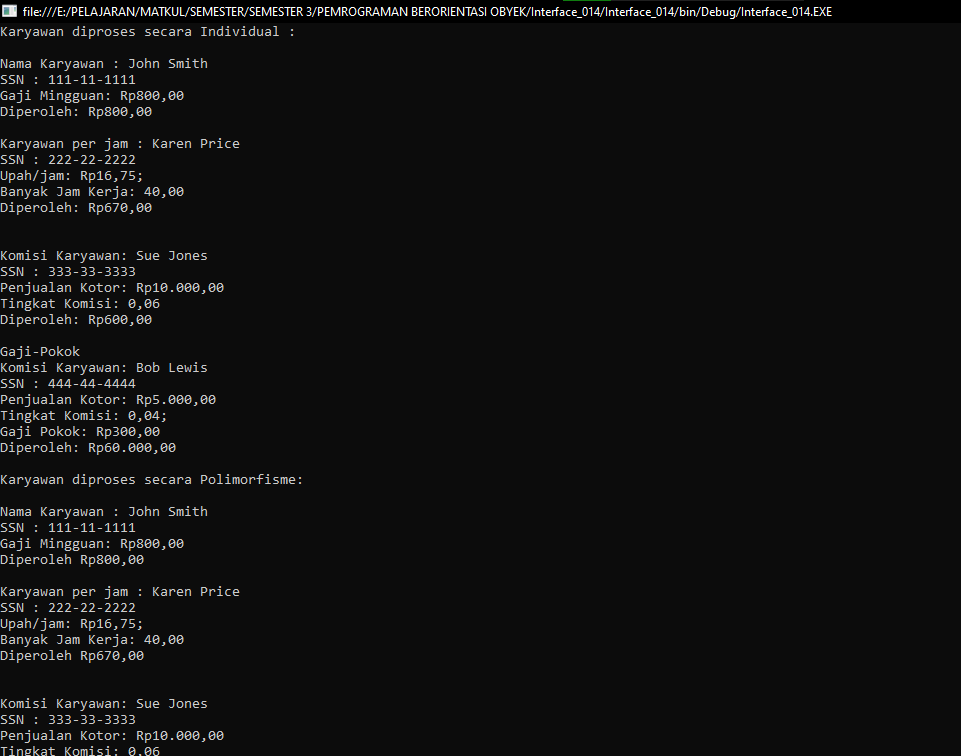 file:///E:/PELAJARAN/MATKUL/SEMESTER/SEMESTER 3/PEMROGRAMAN BERORIENTASI OBYEK/Interface_014/Interface_014/bin/Debug/Interface_014.EXE
Karyawan diproses secara Individual :
Nama Karyawan : John Smith
SSN : 111-11-1111
Gaji Mingguan: Rp800,00
Diperoleh: Rp800,00
Karyawan per jam : Karen Price
SSN : 222-22-2222
Upah/jam: Rp16,75;
Banyak Jam Kerja: 40,00
Diperoleh: Rp670,00
Komisi Karyawan: Sue Jones
SSN : 333-33-3333
Penjualan Kotor: Rp10.000,00
Tingkat Komisi: 0,06
Diperoleh: Rp600,00
Gaji-Pokok
Komisi Karyawan: Bob Lewis
SSN : 444-44-4444
Penjualan Kotor: Rp5.000,00
Tingkat Komisi: 0,04;
Gaji Pokok: Rp300,00
Diperoleh: Rp60.000,00
Karyawan diproses secara Polimorfisme:
Nama Karyawan : John Smith
SSN : 111-11-1111
Gaji Mingguan: Rp800,00
Diperoleh Rp800,00
Karyawan per jam : Karen Price
SSN : 222-22-2222
Upah/jam: Rp16,75;
Banyak Jam Kerja: 40,00
Diperoleh Rp670,00
Komisi Karyawan: Sue Jones
SSN : 333-33-3333
Penjualan Kotor: Rp10.000,00
Tingkat Komisi: 0,06